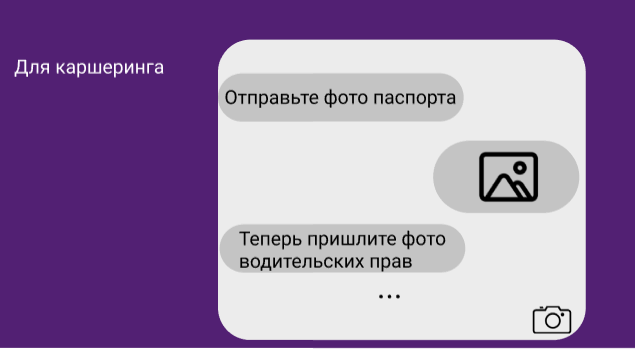 Для каршеринга
Отправьте фото паспорта
Теперь пришлите фото
водительских прав
...